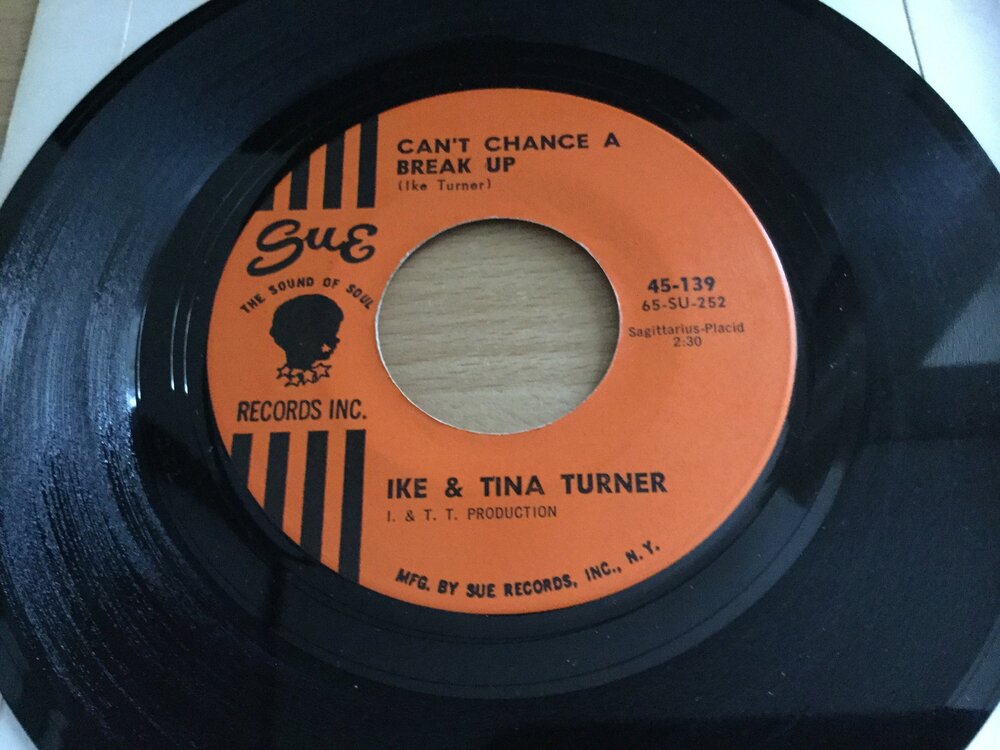 CAN'T CHANCE A
BREAK UP
(Ike Turner)
Sue
THE SOUND OF SOUL
RECORDS INC.
45-139
65-SU-252
Sagittarius-Placid
2:30
IKE & TINA TURNER
I. & T. T. PRODUCTION
MFG. BY SUE RECORDS, INC., N.Y.